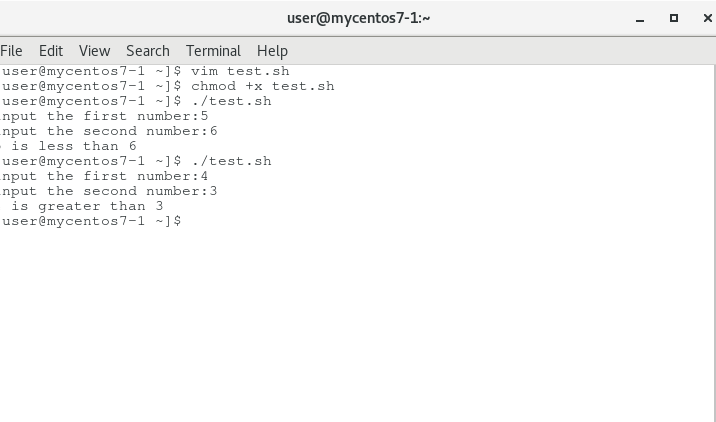 user@mycentos7-1:~
File Edit View Search Terminal Help
user@mycentos7-1 ~]$ vim test.sh
user@mycentos7-1 ~]$ chmod +x test.sh
user@mycentos7-1 ~]$ ./test.sh
nput the first number:5
nput the second number:6
is less than 6
user@mycentos7-1 ~]$ ./test.sh
nput the first number:4
nput the second number:3
is greater than 3
user@mycentos7-1 ~]$